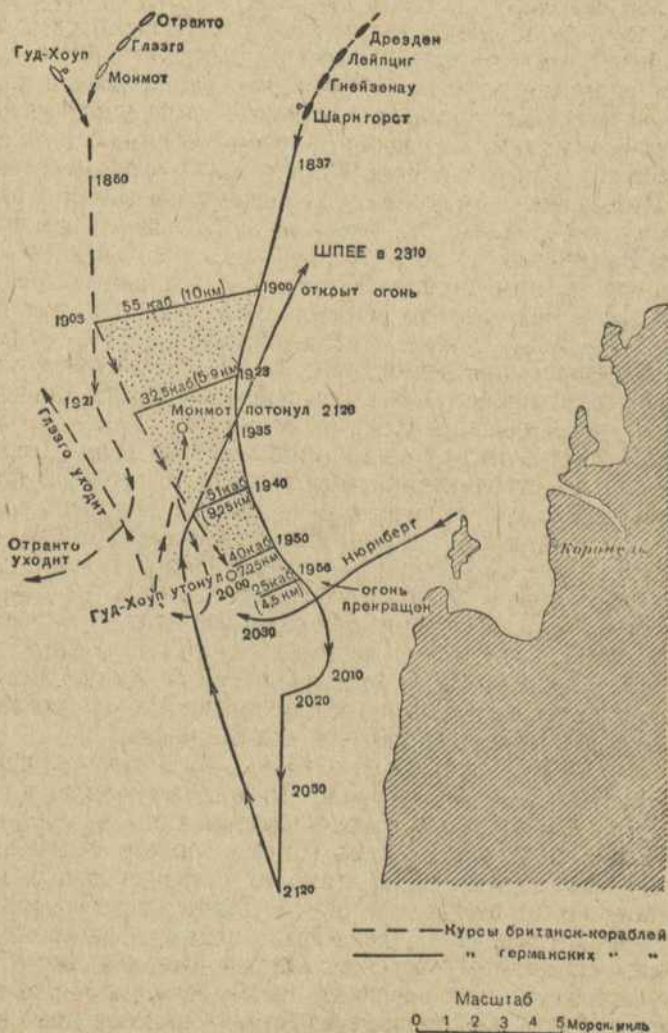 Отранто
Глазго
Гуд-Хоуп
Монмот
Дрезден
Лейпциг
Гнейзенау
Шарнгорст
18⁵⁰
18³⁷
ШПЕЕ в 23¹⁰
55 каб (10 км)
19⁰⁰ открыт огонь
19⁰³
19²³
32,5 каб (5-9 км)
19²¹
Монмот потонул 21²⁰
19³⁵
Глазго уходит
51 каб 19⁴⁰
(9,25 км)
Нюрнберг
Коронель
40 каб 19⁵⁰
7,25 км
Отранто
уходит
Гуд-Хоуп утонул
20⁰⁰
25 каб 19⁵⁶
(4,5 км)
огонь
прекращен
20³⁰
20¹⁰
20²⁰
20⁵⁰
21²⁰
Курсы британск-кораблей
" германских " "
Масштаб
0 1 2 3 4 5 Морск. миль